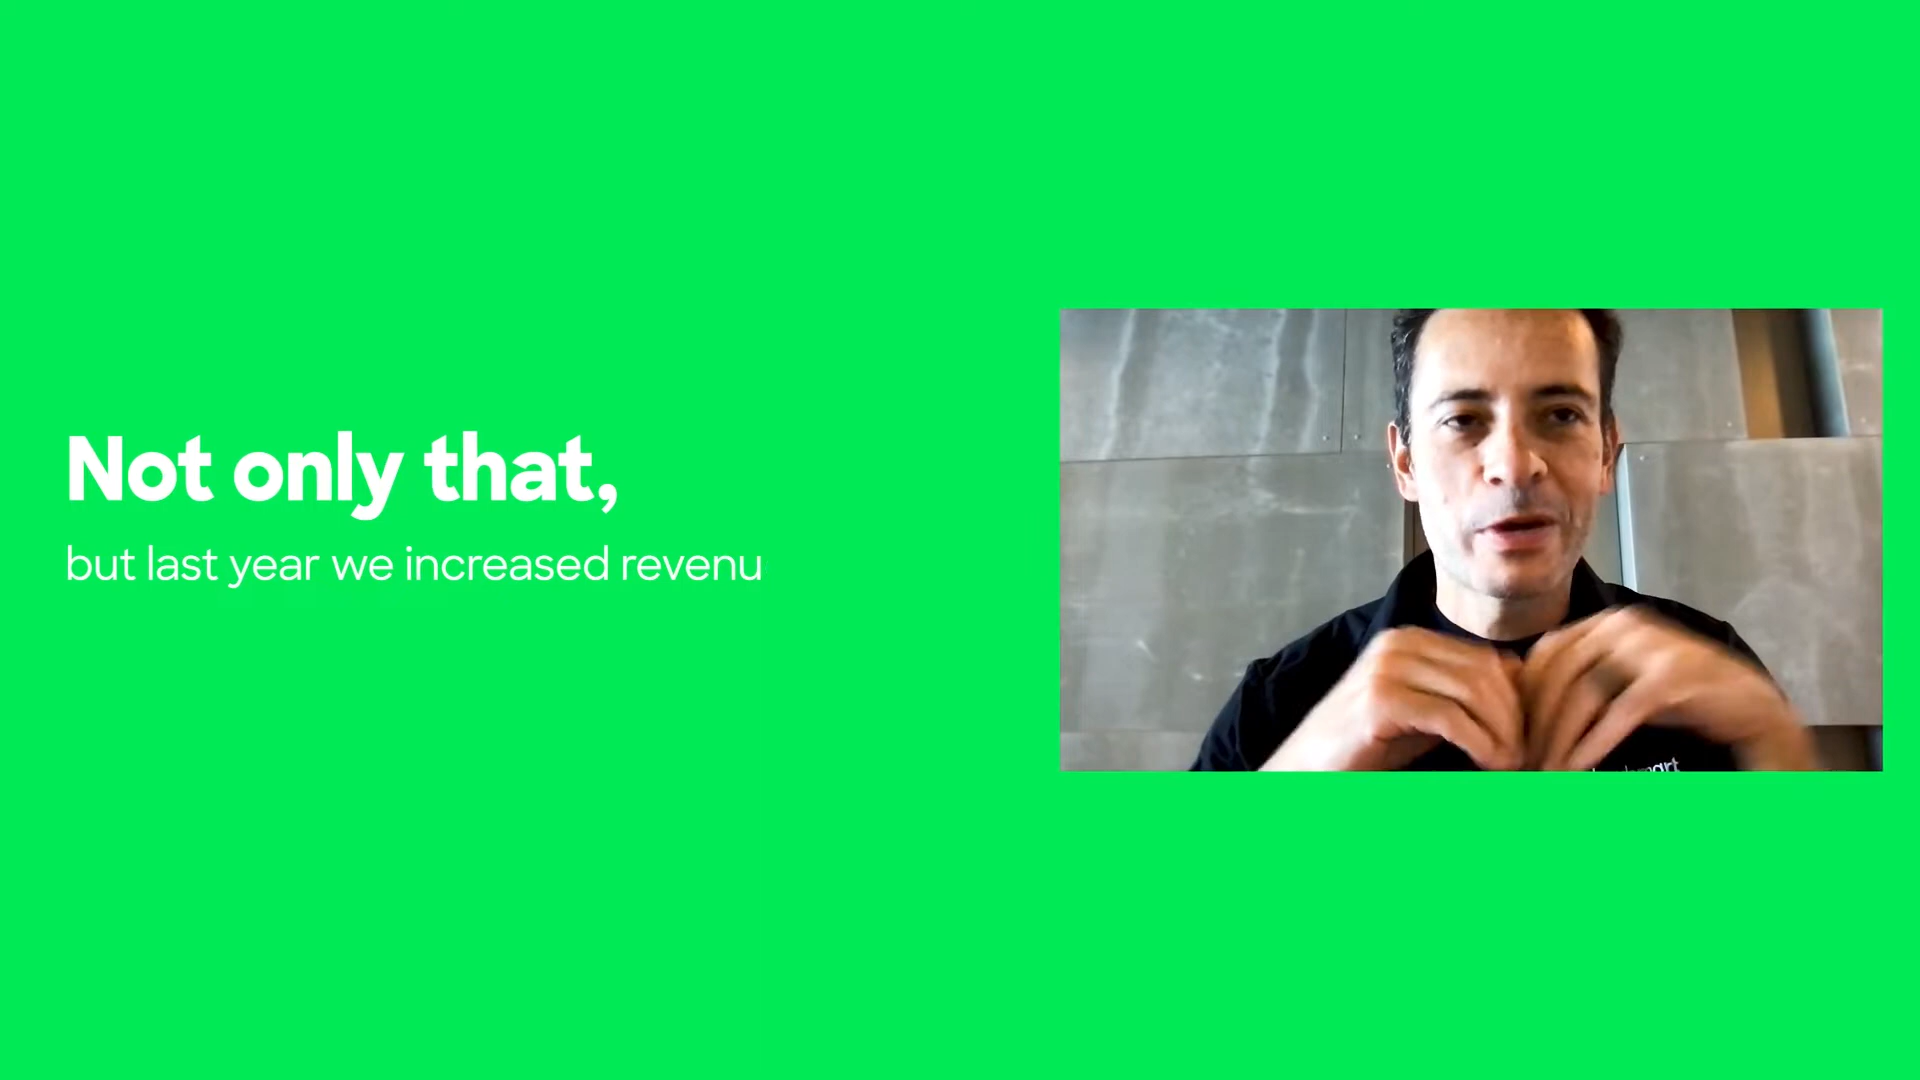 Not only that,
but last year we increased revenu